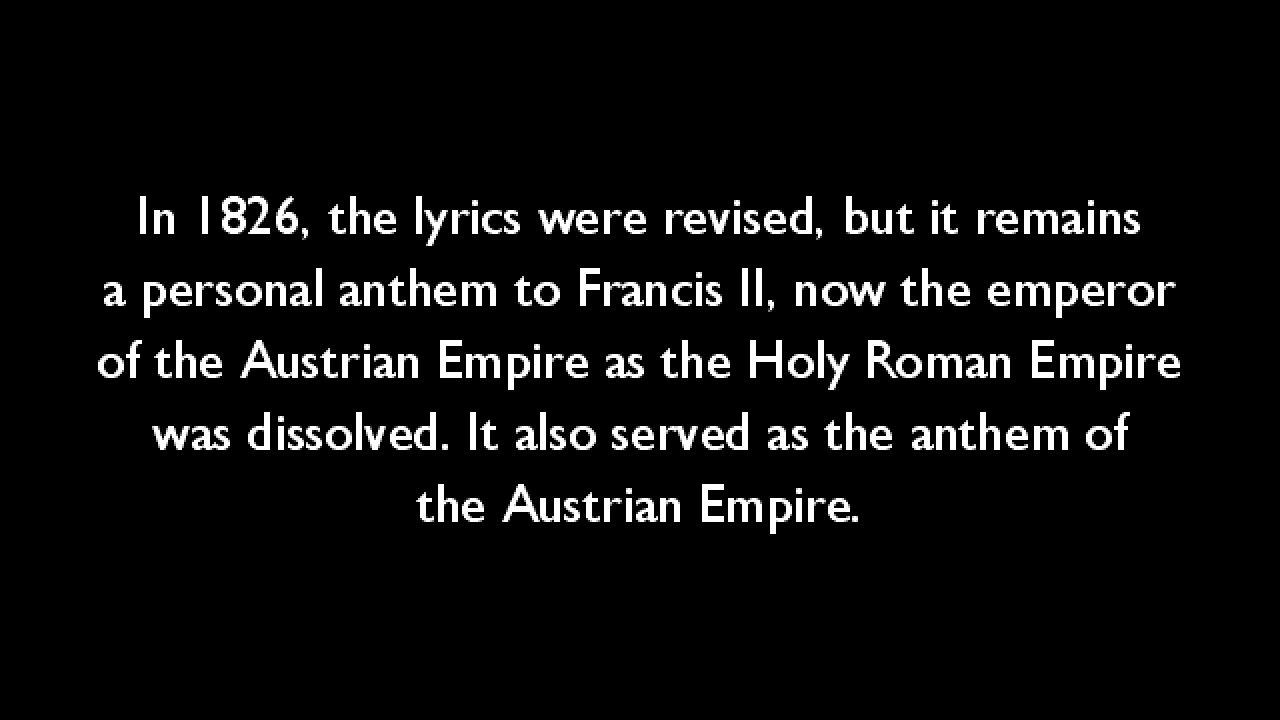 In 1826, the lyrics were revised, but it remains
a personal anthem to Francis II, now the emperor
of the Austrian Empire as the Holy Roman Empire
was dissolved. It also served as the anthem of
the Austrian Empire.